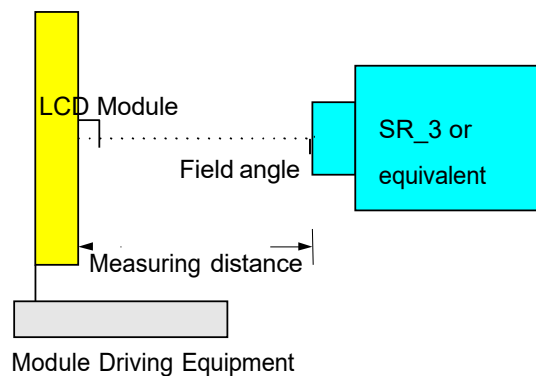 LCD Module
SR_3 or
equivalent
Field angle
Measuring distance
Module Driving Equipment